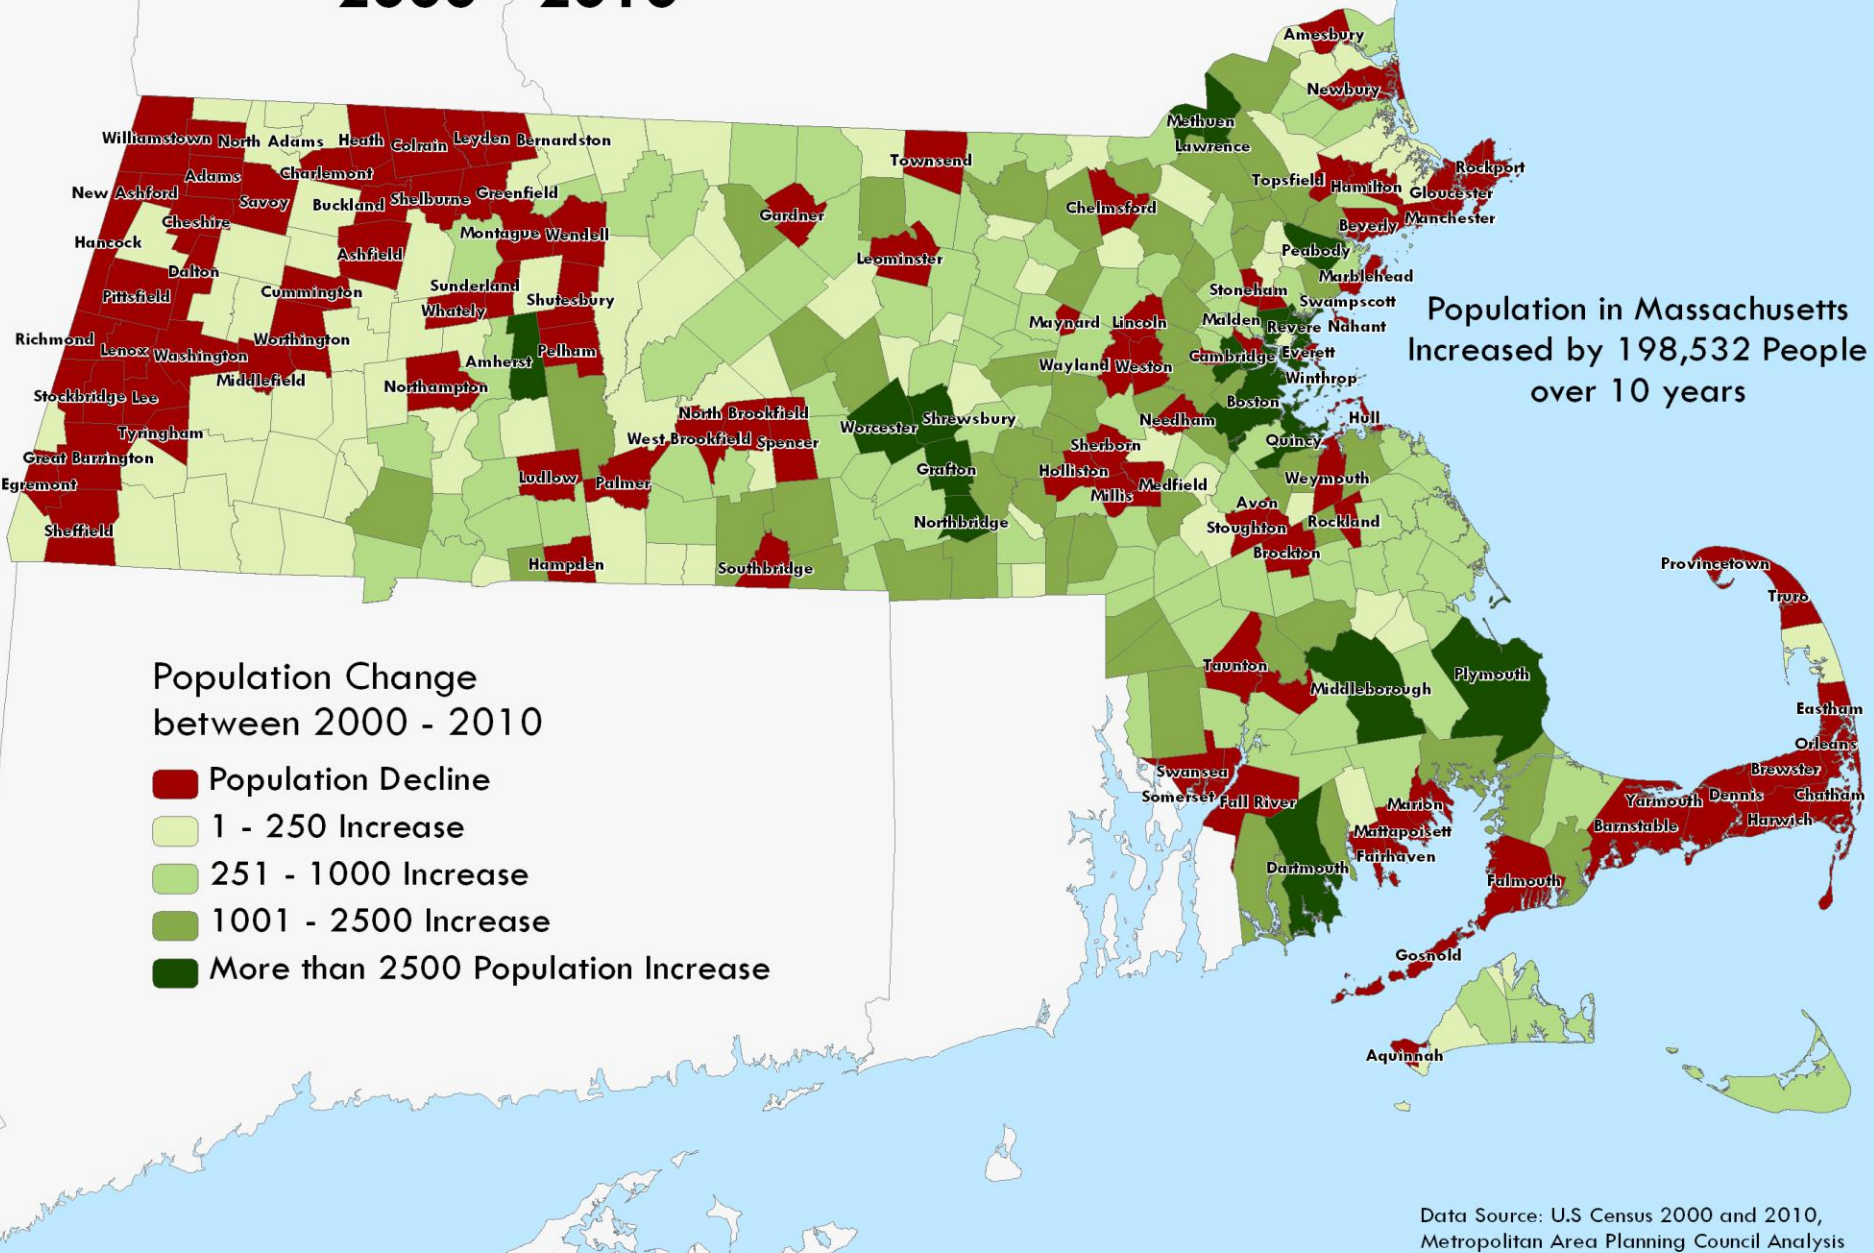 2000 - 2010
Amesbury
Newbury
Methuen
Lawrence
Williamstown
North Adams
Heath
Colrain
Leyden
Bernardston
Townsend
Rockport
Adams
Charlemont
Topsfield
Hamilton
Gloucester
New Ashford
Savoy
Buckland
Shelburne
Greenfield
Gardner
Chelmsford
Manchester
Cheshire
Beverly
Hancock
Ashfield
Montague
Wendell
Peabody
Leominster
Dalton
Marblehead
Pittsfield
Cummington
Sunderland
Shutesbury
Stoneham
Swampscott
Whately
Maynard
Lincoln
Malden
Revere
Nahant
Population in Massachusetts
Increased by 198,532 People
over 10 years
Richmond
Lenox
Washington
Worthington
Amherst
Pelham
Cambridge
Everett
Wayland
Weston
Middlefield
Northampton
Winthrop
Stockbridge
Lee
Boston
North Brookfield
Shrewsbury
Needham
Hull
Tyringham
West Brookfield
Spencer
Worcester
Sherborn
Quincy
Great Barrington
Egremont
Ludlow
Palmer
Grafton
Holliston
Millis
Medfield
Weymouth
Avon
Sheffield
Northbridge
Stoughton
Rockland
Hampden
Southbridge
Brockton
Provincetown
Truro
Taunton
Middleborough
Plymouth
Eastham
Orleans
Swansea
Brewster
Somerset
Fall River
Marion
Yarmouth
Dennis
Chatham
Mattapoisett
Barnstable
Harwich
Fairhaven
Dartmouth
Falmouth
Gosnold
Aquinnah
Population Change
between 2000 - 2010
Population Decline
1 - 250 Increase
251 - 1000 Increase
1001 - 2500 Increase
More than 2500 Population Increase
Data Source: U.S Census 2000 and 2010,
Metropolitan Area Planning Council Analysis